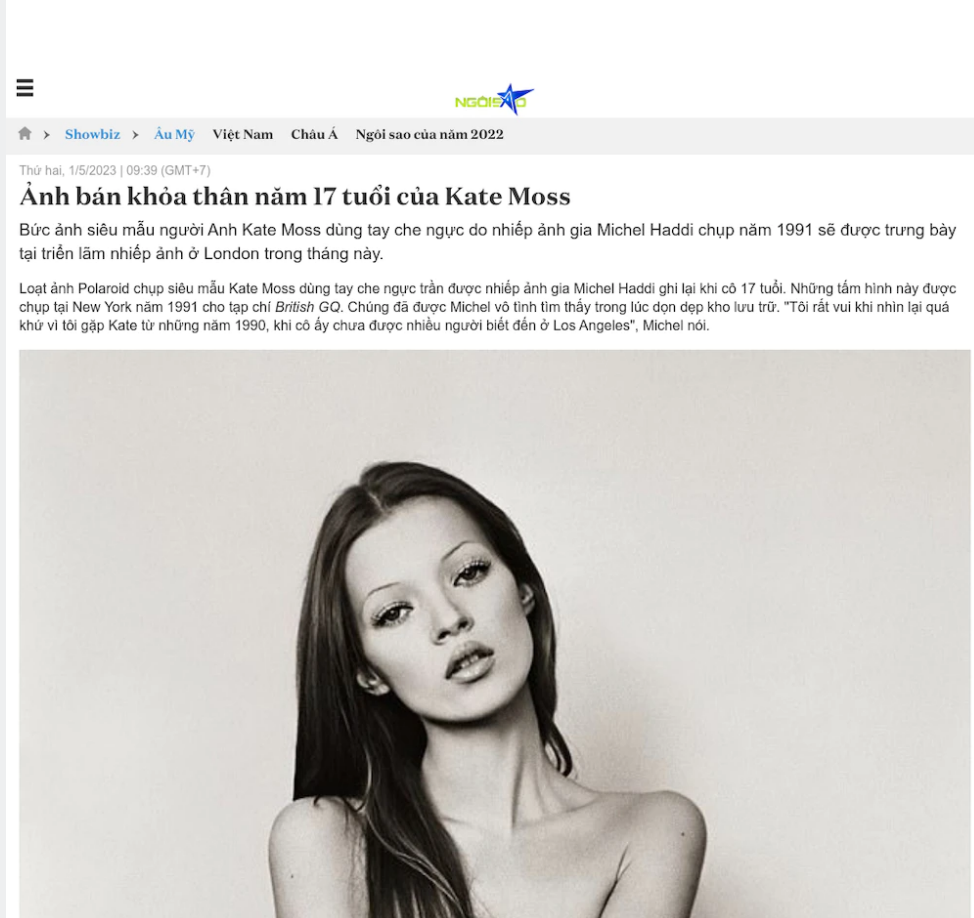 NGÔISAO
Showbiz Âu Mỹ Việt Nam Châu Á Ngôi sao của năm 2022
Thứ hai, 1/5/2023 | 09:39 (GMT+7)
Ảnh bán khỏa thân năm 17 tuổi của Kate Moss
Bức ảnh siêu mẫu người Anh Kate Moss dùng tay che ngực do nhiếp ảnh gia Michel Haddi chụp năm 1991 sẽ được trưng bày
tại triển lãm nhiếp ảnh ở London trong tháng này.
Loạt ảnh Polaroid chụp siêu mẫu Kate Moss dùng tay che ngực trần được nhiếp ảnh gia Michel Haddi ghi lại khi cô 17 tuổi. Những tấm hình này được
chụp tại New York năm 1991 cho tạp chí British GQ. Chúng đã được Michel vô tình tìm thấy trong lúc dọn dẹp kho lưu trữ. "Tôi rất vui khi nhìn lại quá
khứ vì tôi gặp Kate từ những năm 1990, khi cô ấy chưa được nhiều người biết đến ở Los Angeles", Michel nói.